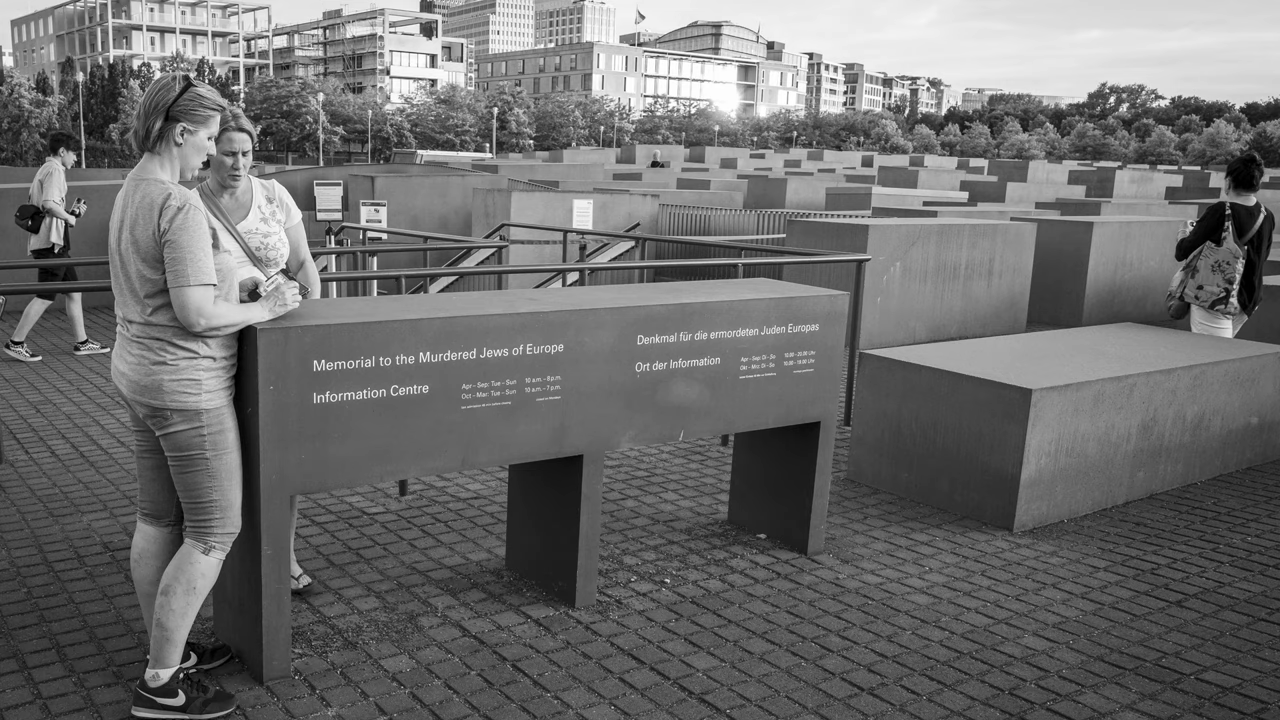 Memorial to the Murdered Jews of Europe
Information Centre
Apr - Sep: Tue - Sun 10 a.m. - 8 p.m.
Oct - Mar: Tue - Sun 10 a.m. - 7 p.m.
Denkmal für die ermordeten Juden Europas
Ort der Information
Apr - Sep: Di - So 10.00 - 20.00 Uhr
Okt - Mrz: Di - So 10.00 - 19.00 Uhr